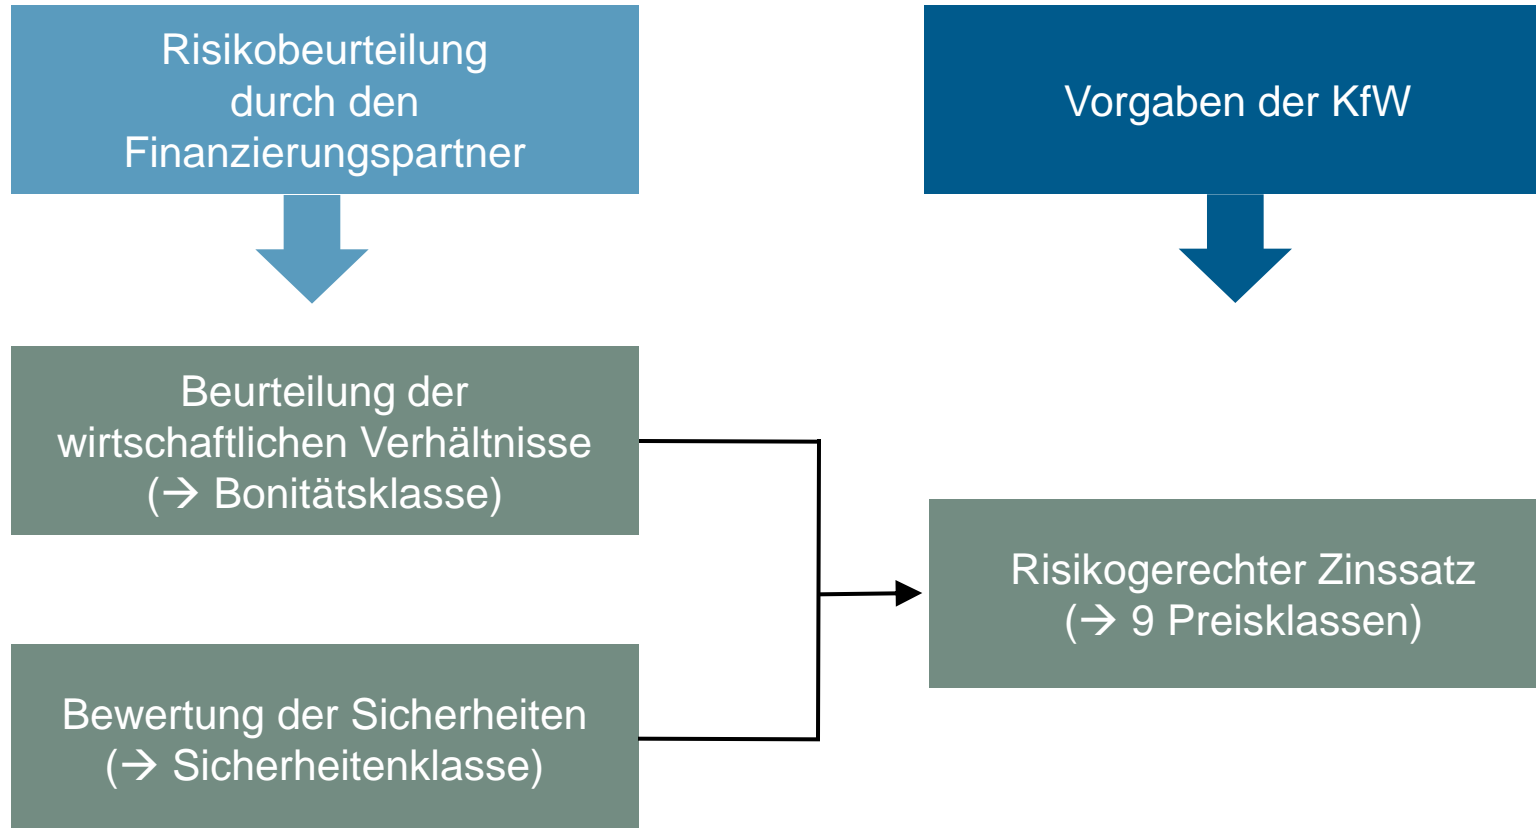 Risikobeurteilung
durch den
Finanzierungspartner
Vorgaben der KfW
Beurteilung der
wirtschaftlichen Verhältnisse
(→ Bonitätsklasse)
Bewertung der Sicherheiten
(→ Sicherheitenklasse)
Risikogerechter Zinssatz
(→ 9 Preisklassen)